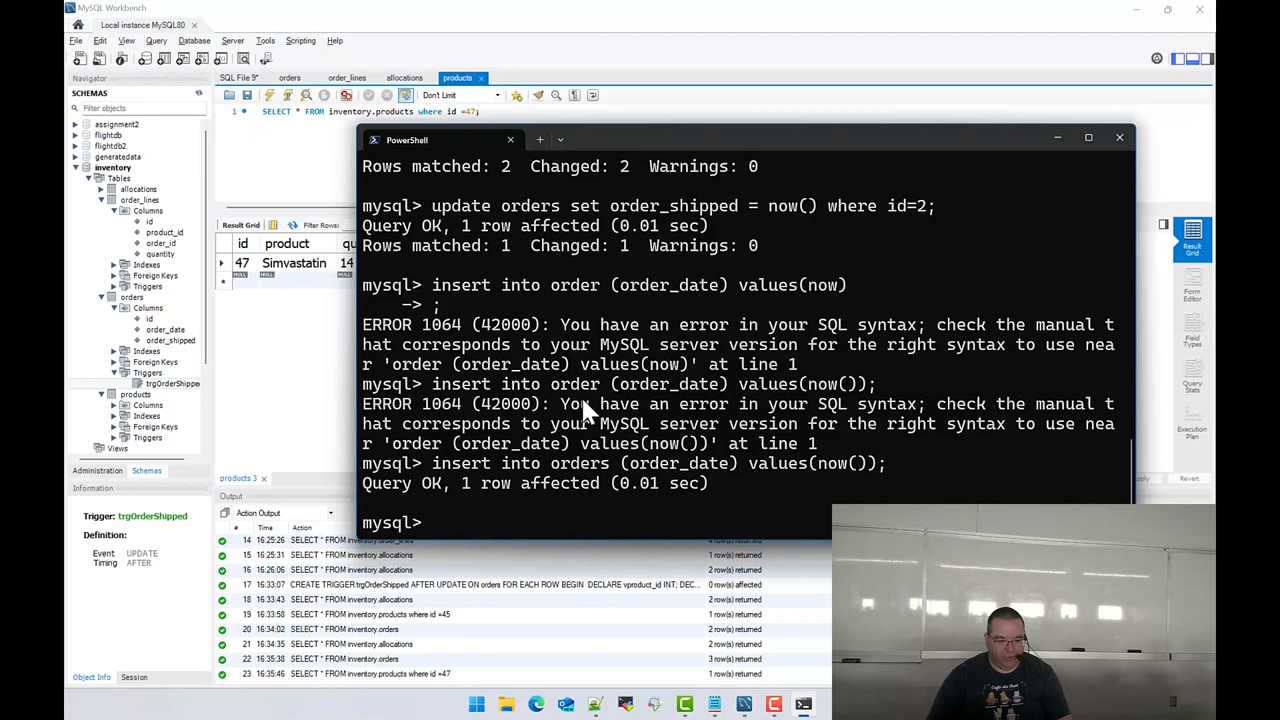 MySQL Workbench
Local instance MySQL80
File Edit View Query Database Server Tools Scripting Help
Navigator
SCHEMAS
Filter objects
assignment2
flightdb
flightdb2
generatedata
inventory
Tables
allocations
order_lines
Columns
id
product_id
order_id
quantity
Indexes
Foreign Keys
Triggers
orders
Columns
id
order_date
order_shipped
Indexes
Foreign Keys
Triggers
trgOrderShipped
products
Columns
Indexes
Foreign Keys
Triggers
Views
Administration Schemas
Information
Trigger: trgOrderShipped
Definition:
Event UPDATE
Timing AFTER
Object Info Session
SQL File 9* orders order_lines allocations products
Don't Limit
1 SELECT * FROM inventory.products where id =47;
Result Grid Filter Rows:
id product qu
47 Simvastatin 14
NULL NULL NULL
PowerShell
Rows matched: 2 Changed: 2 Warnings: 0
mysql> update orders set order_shipped = now() where id=2;
Query OK, 1 row affected (0.01 sec)
Rows matched: 1 Changed: 1 Warnings: 0
mysql> insert into order (order_date) values(now)
-> ;
ERROR 1064 (42000): You have an error in your SQL syntax; check the manual t
hat corresponds to your MySQL server version for the right syntax to use nea
r 'order (order_date) values(now)' at line 1
mysql> insert into order (order_date) values(now());
ERROR 1064 (42000): You have an error in your SQL syntax; check the manual t
hat corresponds to your MySQL server version for the right syntax to use nea
r 'order (order_date) values(now())' at line 1
mysql> insert into orders (order_date) values(now());
Query OK, 1 row affected (0.01 sec)
mysql>
Result Grid
Form Editor
Field Types
Query Stats
Execution Plan
products 3
Revert
Output
Action Output
# Time Action
14 16:25:26 SELECT * FROM inventory.order_lines 4 row(s) returned
15 16:25:31 SELECT * FROM inventory.allocations 1 row(s) returned
16 16:26:06 SELECT * FROM inventory.allocations 1 row(s) returned
17 16:33:07 CREATE TRIGGER trgOrderShipped AFTER UPDATE ON orders FOR EACH ROW BEGIN DECLARE vproduct_id INT; DEC... 0 row(s) affected
18 16:33:43 SELECT * FROM inventory.allocations 2 row(s) returned
19 16:33:58 SELECT * FROM inventory.products where id =45 1 row(s) returned
20 16:34:02 SELECT * FROM inventory.orders 2 row(s) returned
21 16:34:35 SELECT * FROM inventory.allocations 2 row(s) returned
22 16:35:38 SELECT * FROM inventory.orders 3 row(s) returned
23 16:35:46 SELECT * FROM inventory.products where id =47 1 row(s) returned